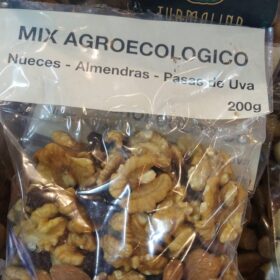 MIX AGROECOLOGICO
Nueces - Almendras - Pasas de Uva
200g